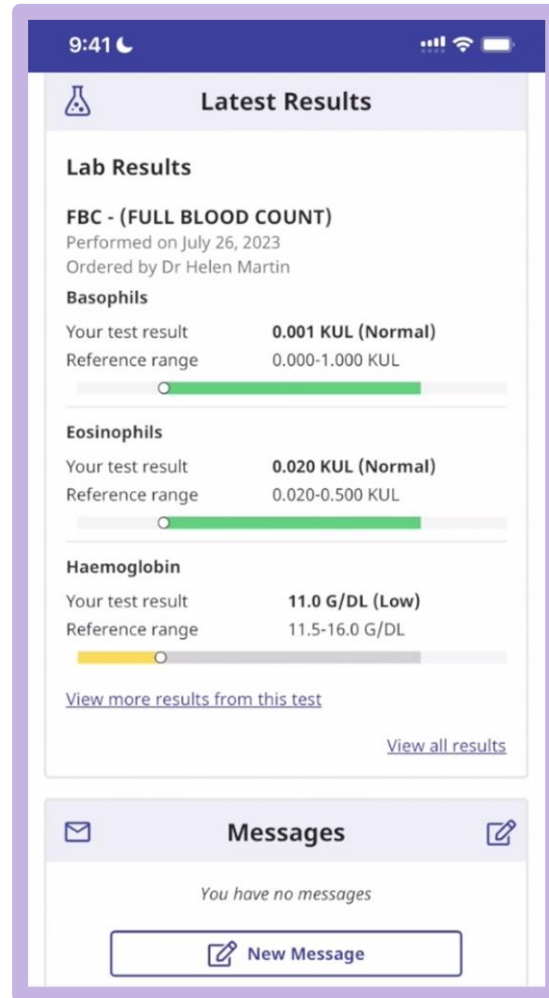 9:41
Latest Results
Lab Results
FBC - (FULL BLOOD COUNT)
Performed on July 26, 2023
Ordered by Dr Helen Martin
Basophils
Your test result 0.001 KUL (Normal)
Reference range 0.000-1.000 KUL
Eosinophils
Your test result 0.020 KUL (Normal)
Reference range 0.020-0.500 KUL
Haemoglobin
Your test result 11.0 G/DL (Low)
Reference range 11.5-16.0 G/DL
View more results from this test
View all results
Messages
You have no messages
New Message